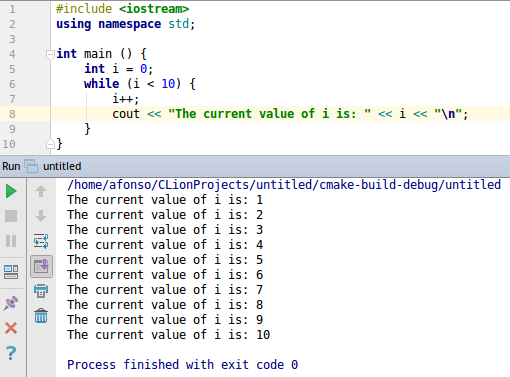 1 #include <iostream>
2 using namespace std;
3
4 int main () {
5 int i = 0;
6 while (i < 10) {
7 i++;
8 cout << "The current value of i is: " << i << "\n";
9 }
10 }
Run untitled
/home/afonso/CLionProjects/untitled/cmake-build-debug/untitled
The current value of i is: 1
The current value of i is: 2
The current value of i is: 3
The current value of i is: 4
The current value of i is: 5
The current value of i is: 6
The current value of i is: 7
The current value of i is: 8
The current value of i is: 9
The current value of i is: 10
Process finished with exit code 0